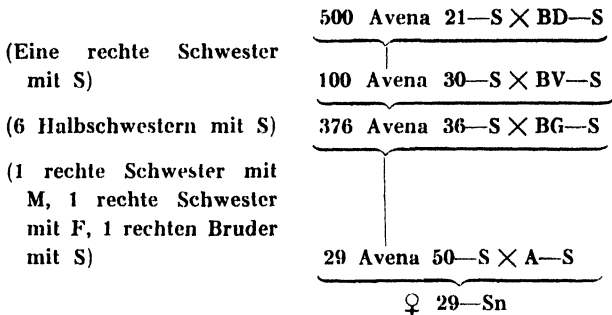 500 Avena 21—S × BD—S
(Eine rechte Schwester
mit S)
100 Avena 30—S × BV—S
(6 Halbschwestern mit S)
376 Avena 36—S × BG—S
(1 rechte Schwester mit
M, 1 rechte Schwester
mit F, 1 rechten Bruder
mit S)
29 Avena 50—S × A—S
♀ 29—Sn